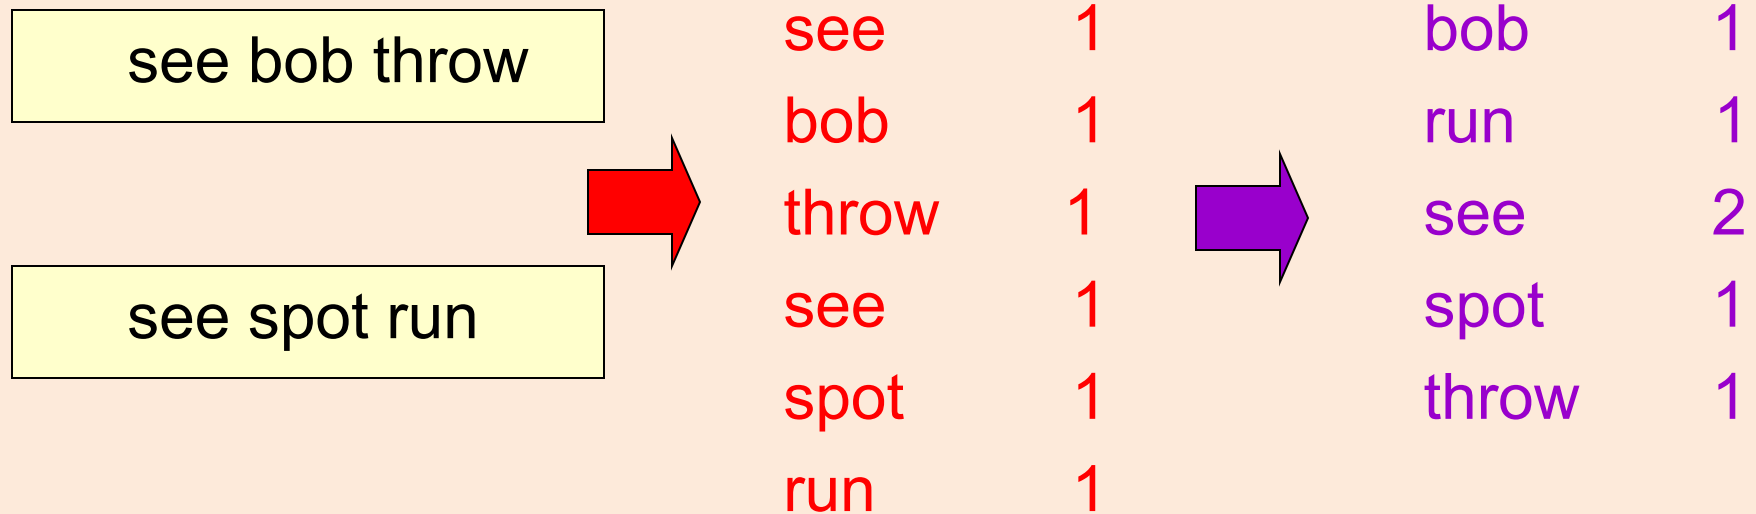 see bob throw
see spot run
see 1
bob 1
throw 1
see 1
spot 1
run 1
bob 1
run 1
see 2
spot 1
throw 1